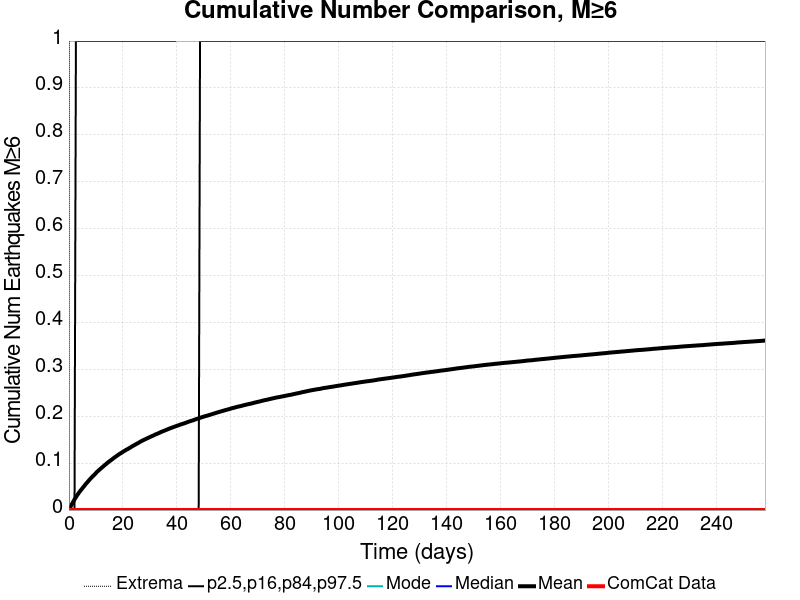 Cumulative Number Comparison, M≥6
Cumulative Num Earthquakes M≥6
1
0.9
0.8
0.7
0.6
0.5
0.4
0.3
0.2
0.1
0
0 20 40 60 80 100 120 140 160 180 200 220 240
Time (days)
Extrema p2.5,p16,p84,p97.5 Mode Median Mean ComCat Data